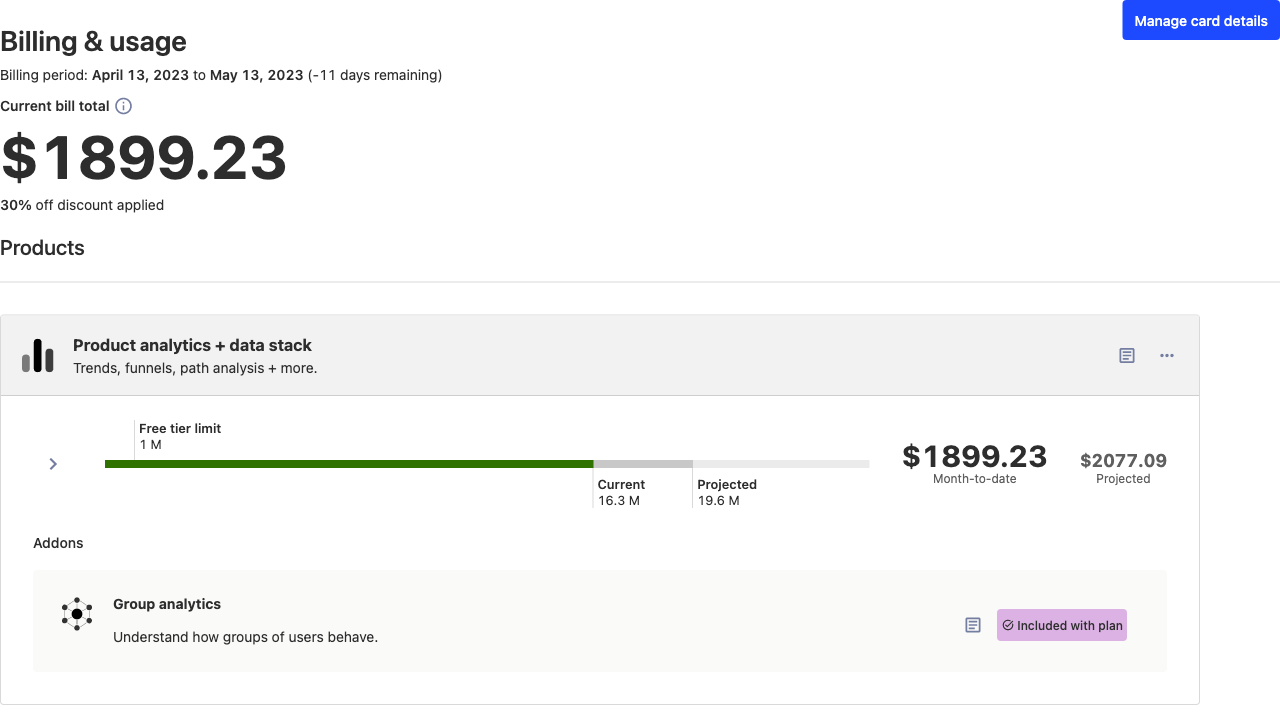 Manage card details
Billing & usage
Billing period: April 13, 2023 to May 13, 2023 (-11 days remaining)
Current bill total
$1899.23
30% off discount applied
Products
Product analytics + data stack
Trends, funnels, path analysis + more.
Free tier limit
1 M
Current
16.3 M
Projected
19.6 M
$1899.23
Month-to-date
$2077.09
Projected
Addons
Group analytics
Understand how groups of users behave.
Included with plan